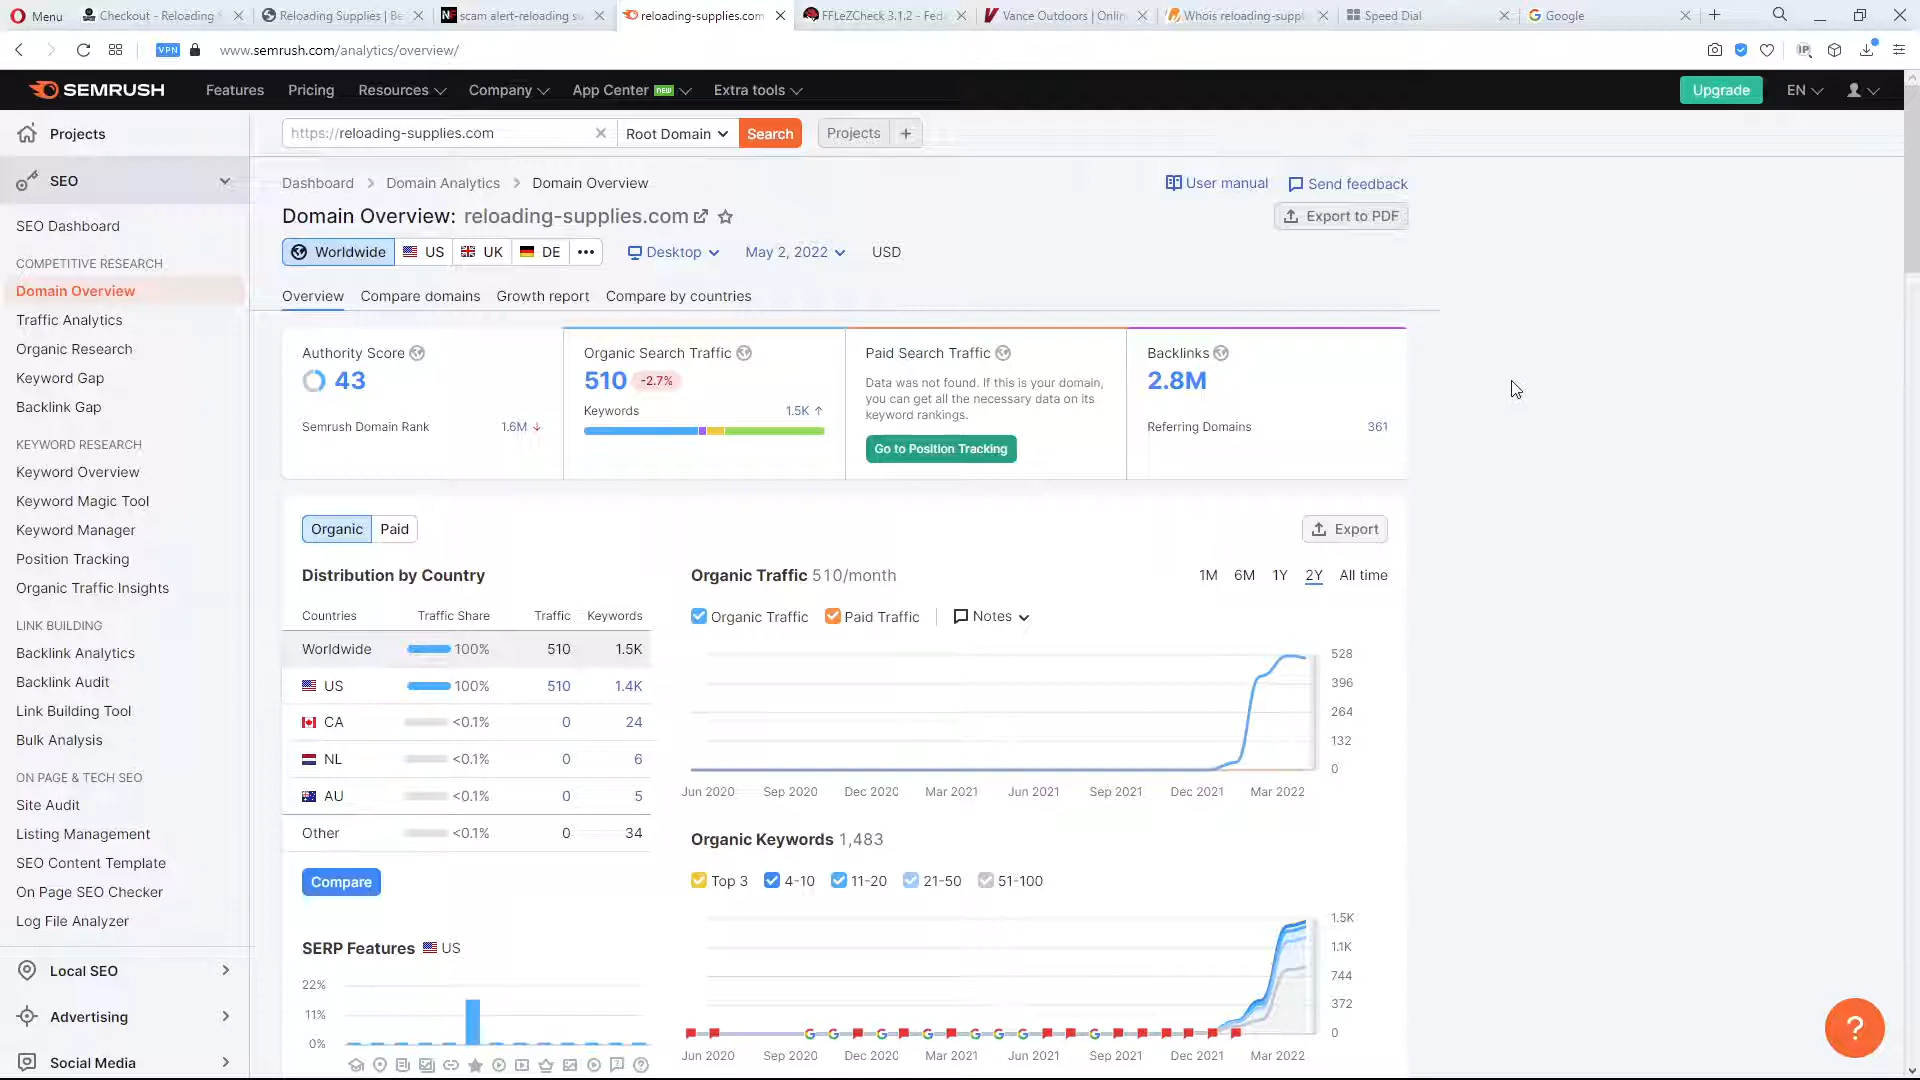 Menu
Checkout - Reloading
Reloading Supplies | Be
scam alert-reloading su
reloading-supplies.com
FFLeZCheck 3.1.2 - Fed
Vance Outdoors | Onlin
Whois reloading-suppl
Speed Dial
Google
VPN
www.semrush.com/analytics/overview/
SEMRUSH
Features
Pricing
Resources
Company
App Center NEW
Extra tools
Upgrade
EN
Projects
https://reloading-supplies.com
Root Domain
Search
Projects
+
SEO
Dashboard > Domain Analytics > Domain Overview
User manual
Send feedback
Domain Overview: reloading-supplies.com
Export to PDF
SEO Dashboard
Worldwide
US
UK
DE
Desktop
May 2, 2022
USD
COMPETITIVE RESEARCH
Domain Overview
Traffic Analytics
Organic Research
Keyword Gap
Backlink Gap
KEYWORD RESEARCH
Keyword Overview
Keyword Magic Tool
Keyword Manager
Position Tracking
Organic Traffic Insights
LINK BUILDING
Backlink Analytics
Backlink Audit
Link Building Tool
Bulk Analysis
ON PAGE & TECH SEO
Site Audit
Listing Management
SEO Content Template
On Page SEO Checker
Log File Analyzer
Local SEO
Advertising
Social Media
Overview
Compare domains
Growth report
Compare by countries
Authority Score
43
Semrush Domain Rank 1.6M
Organic Search Traffic
510 -2.7%
Keywords 1.5K
Paid Search Traffic
Data was not found. If this is your domain,
you can get all the necessary data on its
keyword rankings.
Go to Position Tracking
Backlinks
2.8M
Referring Domains 361
Organic
Paid
Export
Distribution by Country
Countries Traffic Share Traffic Keywords
Worldwide 100% 510 1.5K
US 100% 510 1.4K
CA <0.1% 0 24
NL <0.1% 0 6
AU <0.1% 0 5
Other <0.1% 0 34
Compare
SERP Features US
22%
11%
0%
Organic Traffic 510/month
1M 6M 1Y 2Y All time
Organic Traffic
Paid Traffic
Notes
528
396
264
132
0
Jun 2020 Sep 2020 Dec 2020 Mar 2021 Jun 2021 Sep 2021 Dec 2021 Mar 2022
Organic Keywords 1,483
Top 3
4-10
11-20
21-50
51-100
1.5K
1.1K
744
372
0
Jun 2020 Sep 2020 Dec 2020 Mar 2021 Jun 2021 Sep 2021 Dec 2021 Mar 2022
?